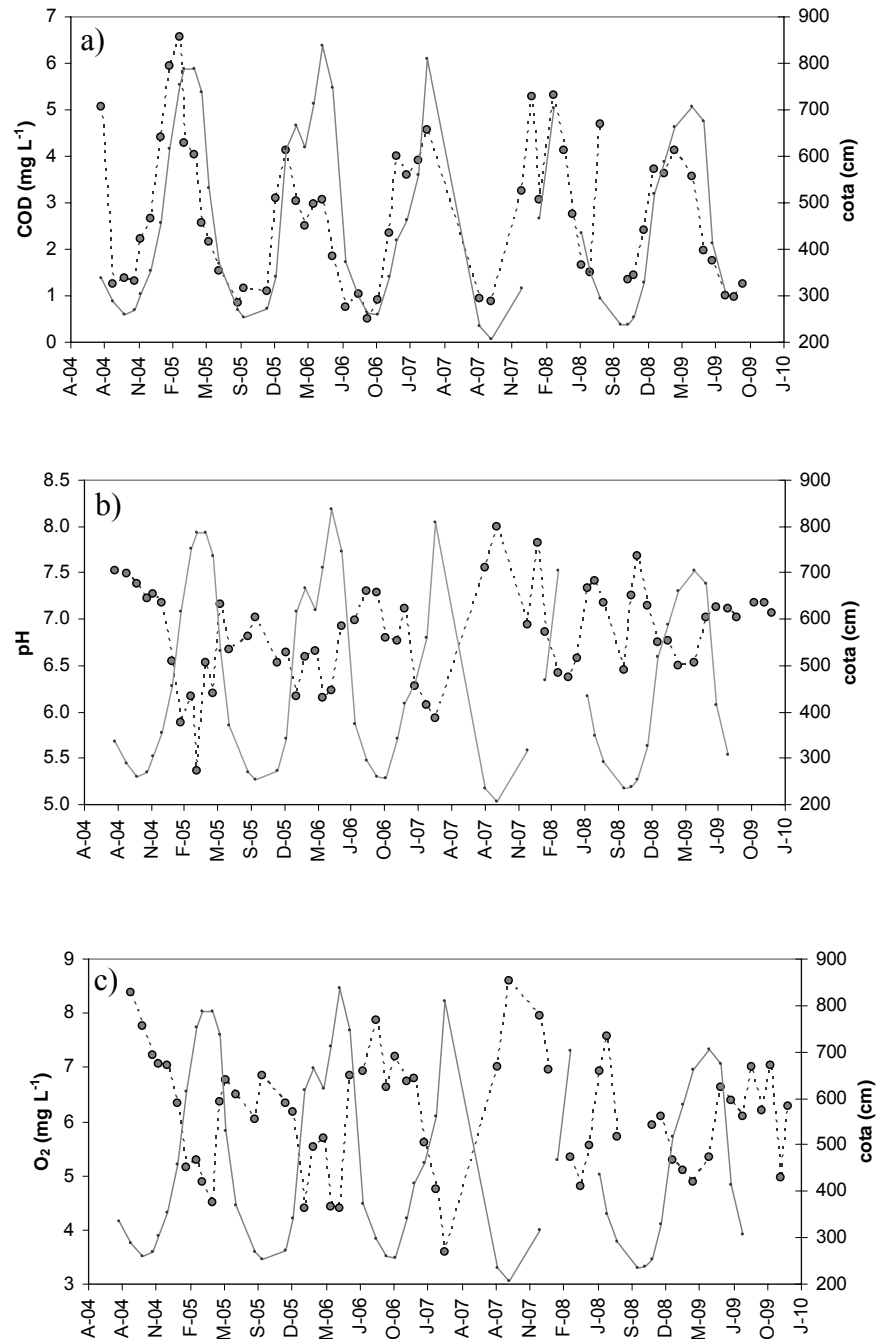 a)
COD (mg L⁻¹)
7
6
5
4
3
2
1
0
cota (cm)
900
800
700
600
500
400
300
200
A-04
A-04
N-04
F-05
M-05
S-05
D-05
M-06
J-06
O-06
J-07
A-07
A-07
N-07
F-08
J-08
S-08
D-08
M-09
J-09
O-09
J-10
b)
pH
8.5
8.0
7.5
7.0
6.5
6.0
5.5
5.0
cota (cm)
900
800
700
600
500
400
300
200
A-04
A-04
N-04
F-05
M-05
S-05
D-05
M-06
J-06
O-06
J-07
A-07
A-07
N-07
F-08
J-08
S-08
D-08
M-09
J-09
O-09
J-10
c)
O₂ (mg L⁻¹)
9
8
7
6
5
4
3
cota (cm)
900
800
700
600
500
400
300
200
A-04
A-04
N-04
F-05
M-05
S-05
D-05
M-06
J-06
O-06
J-07
A-07
A-07
N-07
F-08
J-08
S-08
D-08
M-09
J-09
O-09
J-10